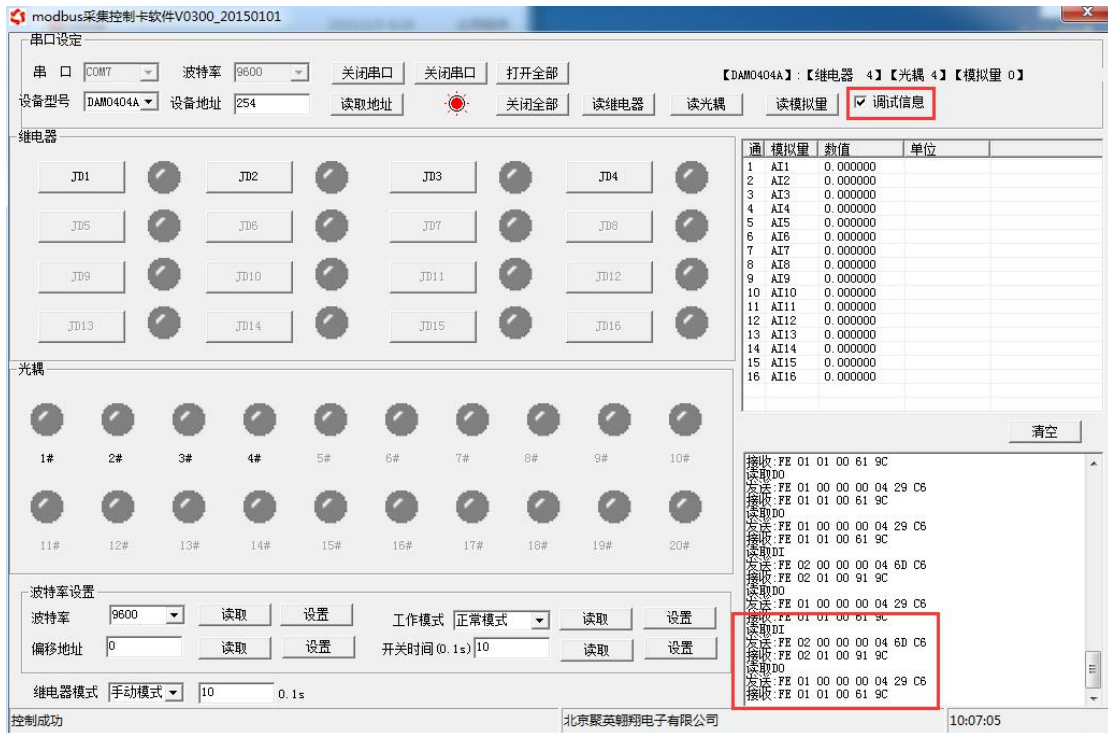 modbus采集控制卡软件V0300_20150101
串口设定
串 口 COM7 波特率 9600 关闭串口 关闭串口 打开全部 【DAM0404A】:【继电器 4】【光耦 4】【模拟量 0】
设备型号 DAM0404A 设备地址 254 读取地址 关闭全部 读继电器 读光耦 读模拟量 调试信息
继电器
JD1 JD2 JD3 JD4
JD5 JD6 JD7 JD8
JD9 JD10 JD11 JD12
JD13 JD14 JD15 JD16
通 模拟量 数值 单位
1 AI1 0.000000
2 AI2 0.000000
3 AI3 0.000000
4 AI4 0.000000
5 AI5 0.000000
6 AI6 0.000000
7 AI7 0.000000
8 AI8 0.000000
9 AI9 0.000000
10 AI10 0.000000
11 AI11 0.000000
12 AI12 0.000000
13 AI13 0.000000
14 AI14 0.000000
15 AI15 0.000000
16 AI16 0.000000
光耦
1# 2# 3# 4# 5# 6# 7# 8# 9# 10#
11# 12# 13# 14# 15# 16# 17# 18# 19# 20#
清空
接收:FE 01 01 00 61 9C
读取DO
发送:FE 01 00 00 00 04 29 C6
接收:FE 01 01 00 61 9C
读取DO
发送:FE 01 00 00 00 04 29 C6
接收:FE 01 01 00 61 9C
读取DI
发送:FE 02 00 00 00 04 6D C6
接收:FE 02 01 00 91 9C
读取DO
发送:FE 01 00 00 00 04 29 C6
接收:FE 01 01 00 61 9C
读取DI
发送:FE 02 00 00 00 04 6D C6
接收:FE 02 01 00 91 9C
读取DO
发送:FE 01 00 00 00 04 29 C6
接收:FE 01 01 00 61 9C
波特率设置
波特率 9600 读取 设置 工作模式 正常模式 读取 设置
偏移地址 0 读取 设置 开关时间(0.1s) 10 读取 设置
继电器模式 手动模式 10 0.1s
控制成功 北京聚英翱翔电子有限公司 10:07:05